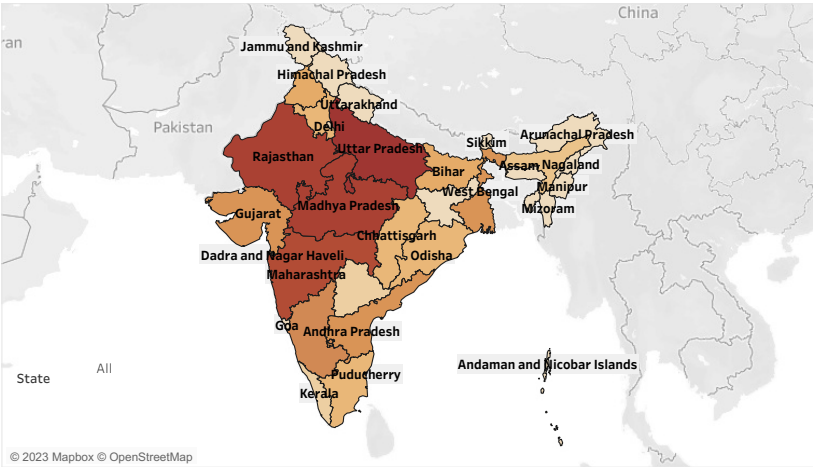 China
ran
Jammu and Kashmir
Himachal Pradesh
Uttarakhand
Pakistan
Delhi
Arunachal Pradesh
Sikkim
Uttar Pradesh
Rajasthan
Assam
Nagaland
Bihar
Manipur
West Bengal
Madhya Pradesh
Mizoram
Gujarat
Chhattisgarh
Dadra and Nagar Haveli
Odisha
Maharashtra
Goa
Andhra Pradesh
Andaman and Nicobar Islands
All
State
Puducherry
Kerala
© 2023 Mapbox © OpenStreetMap